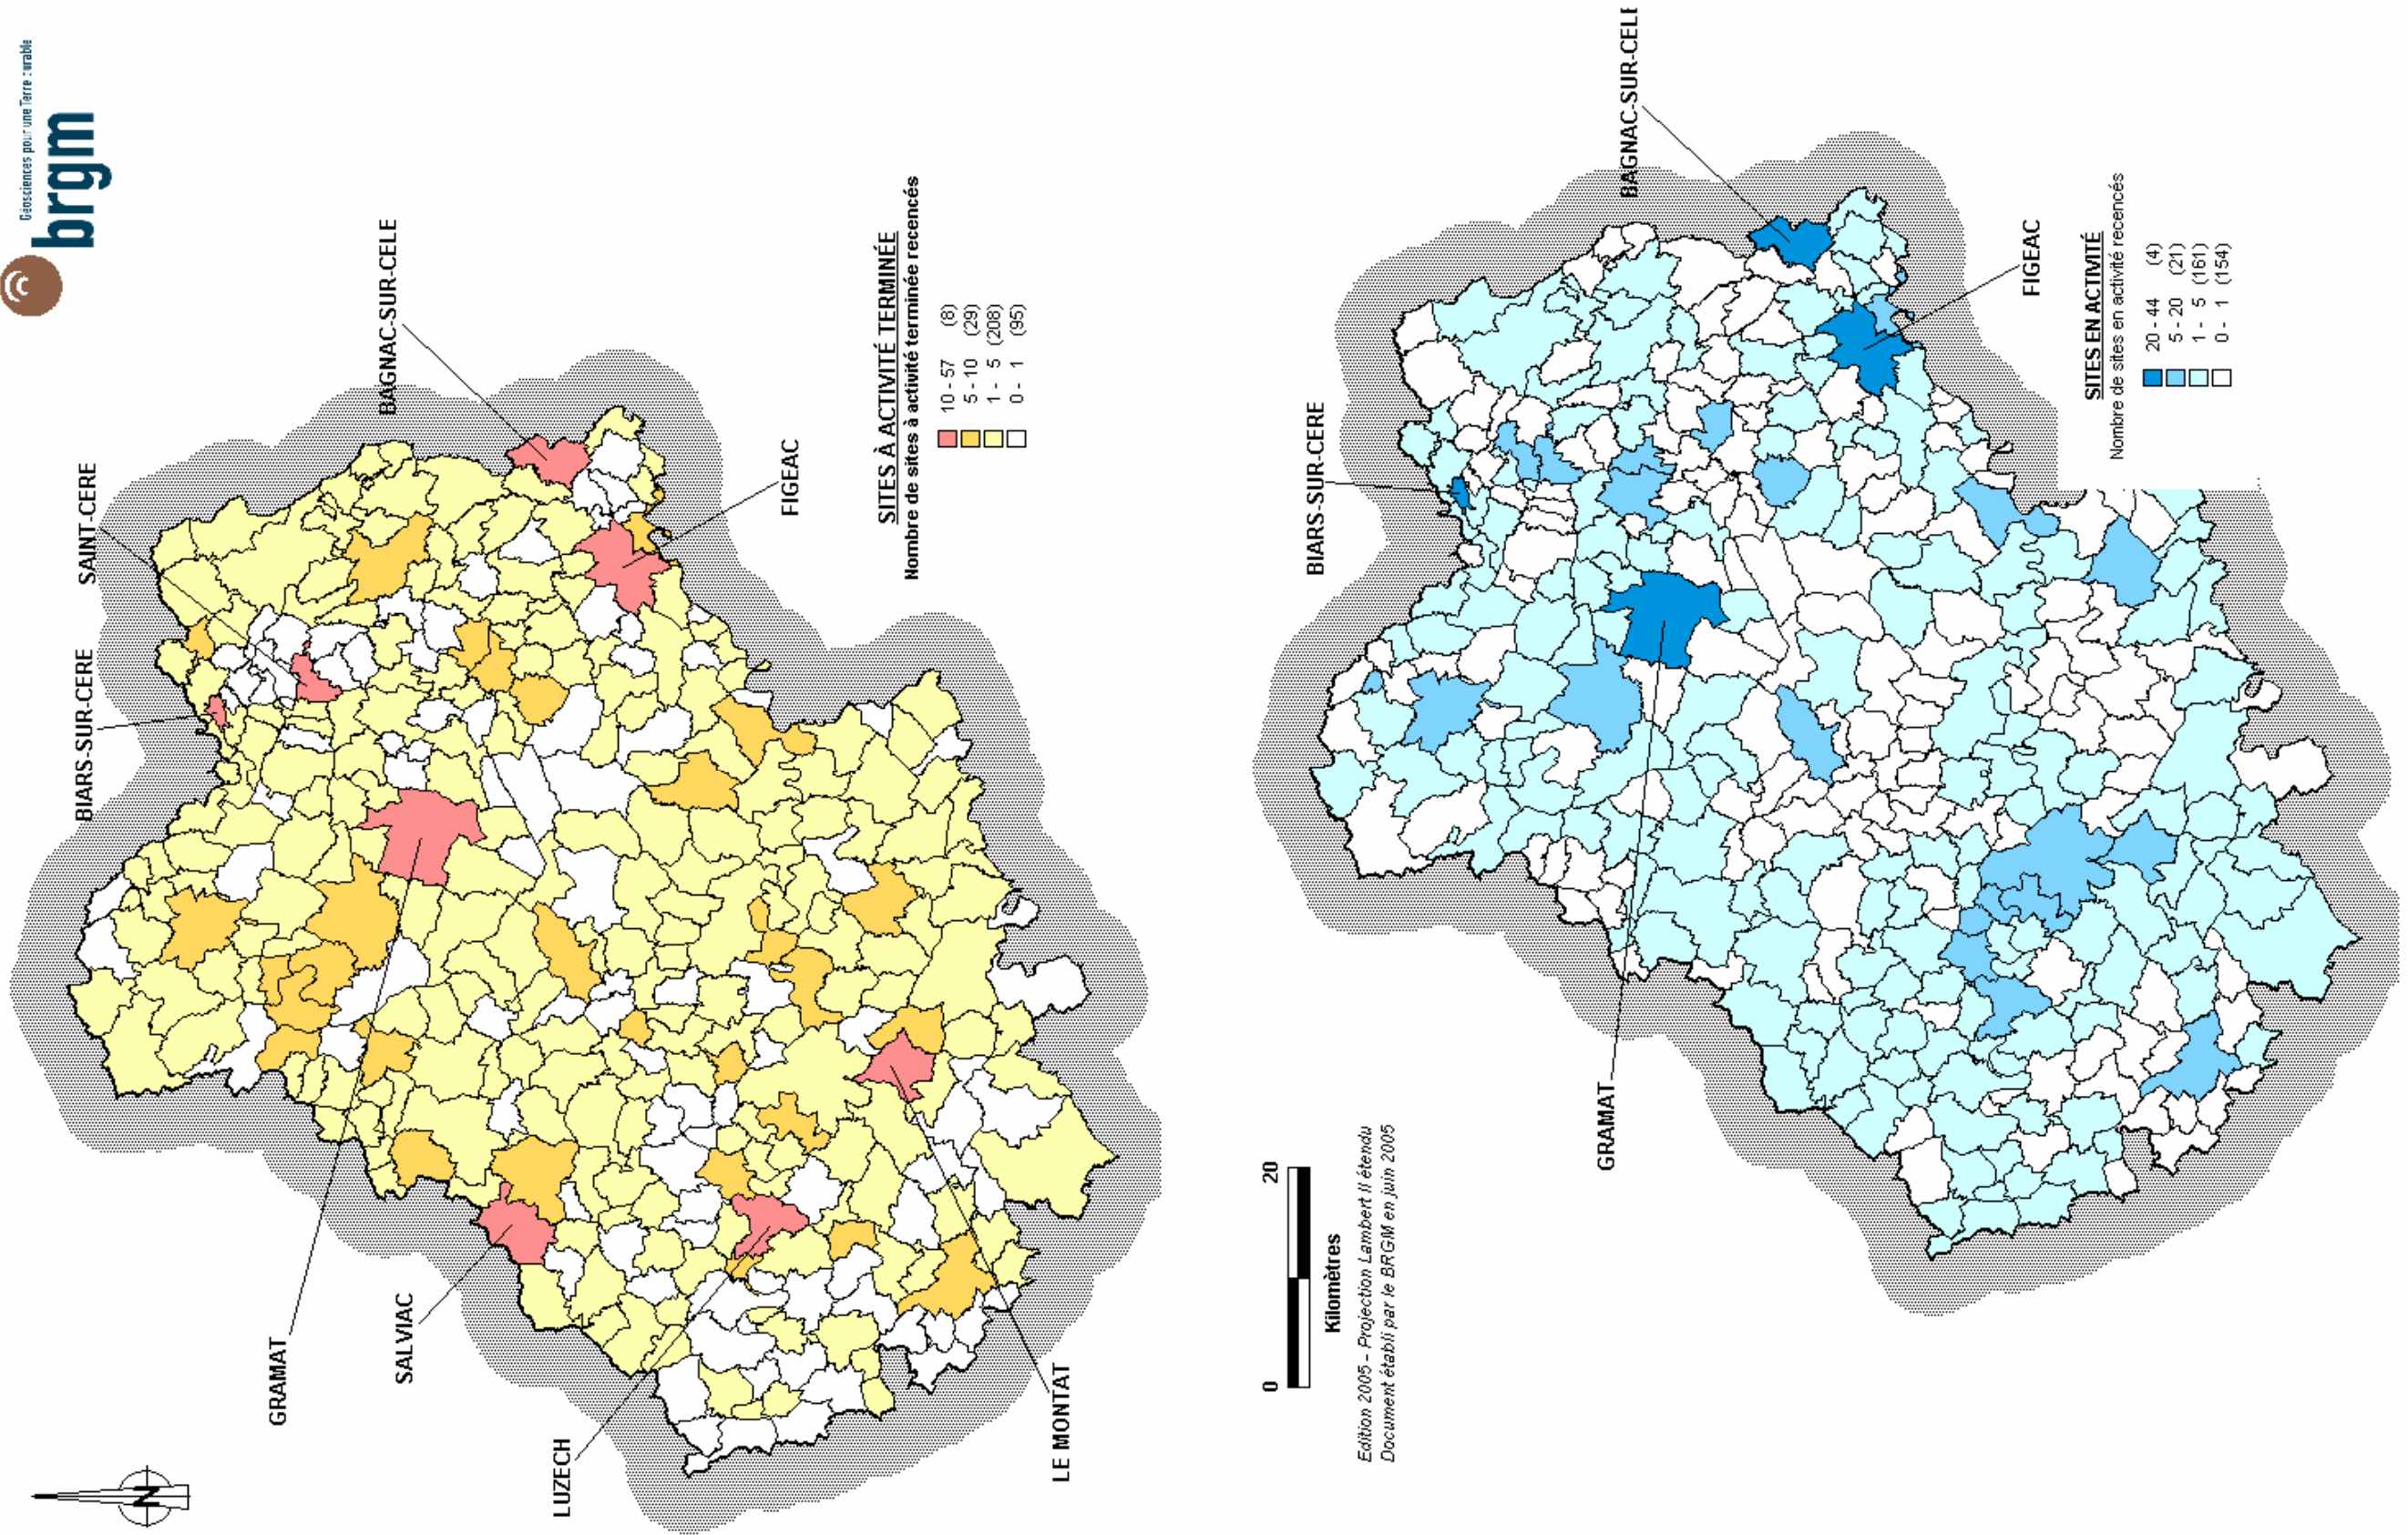 Géosciences pour une Terre durable
brgm
SAINT-CERE
BIARS-SUR-CERE
BAGNAC-SUR-CELE
FIGEAC
GRAMAT
SALVIAC
LUZECH
LE MONTAT
N
SITES À ACTIVITÉ TERMINÉE
Nombre de sites à activité terminée recencés
10 - 57 (8)
5 - 10 (29)
1 - 5 (208)
0 - 1 (95)
BIARS-SUR-CERE
BAGNAC-SUR-CELE
FIGEAC
GRAMAT
SITES EN ACTIVITÉ
Nombre de sites en activité recencés
20 - 44 (4)
5 - 20 (21)
1 - 5 (161)
0 - 1 (154)
0 20
Kilomètres
Edition 2005 - Projection Lambert II étendu
Document établi par le BRGM en juin 2005